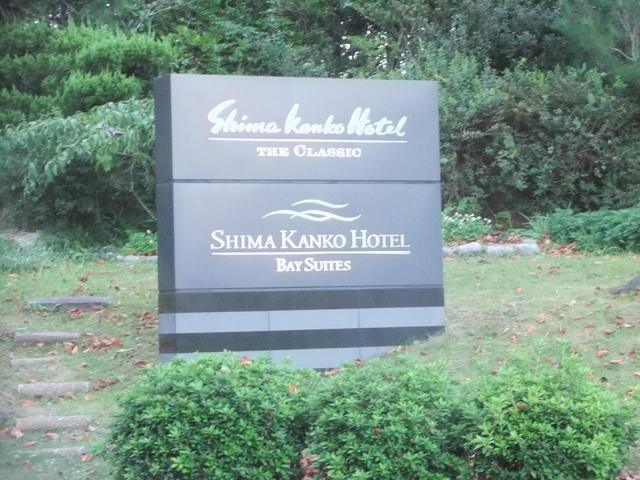 Shima Kanko Hotel
THE CLASSIC
SHIMA KANKO HOTEL
BAY SUITES